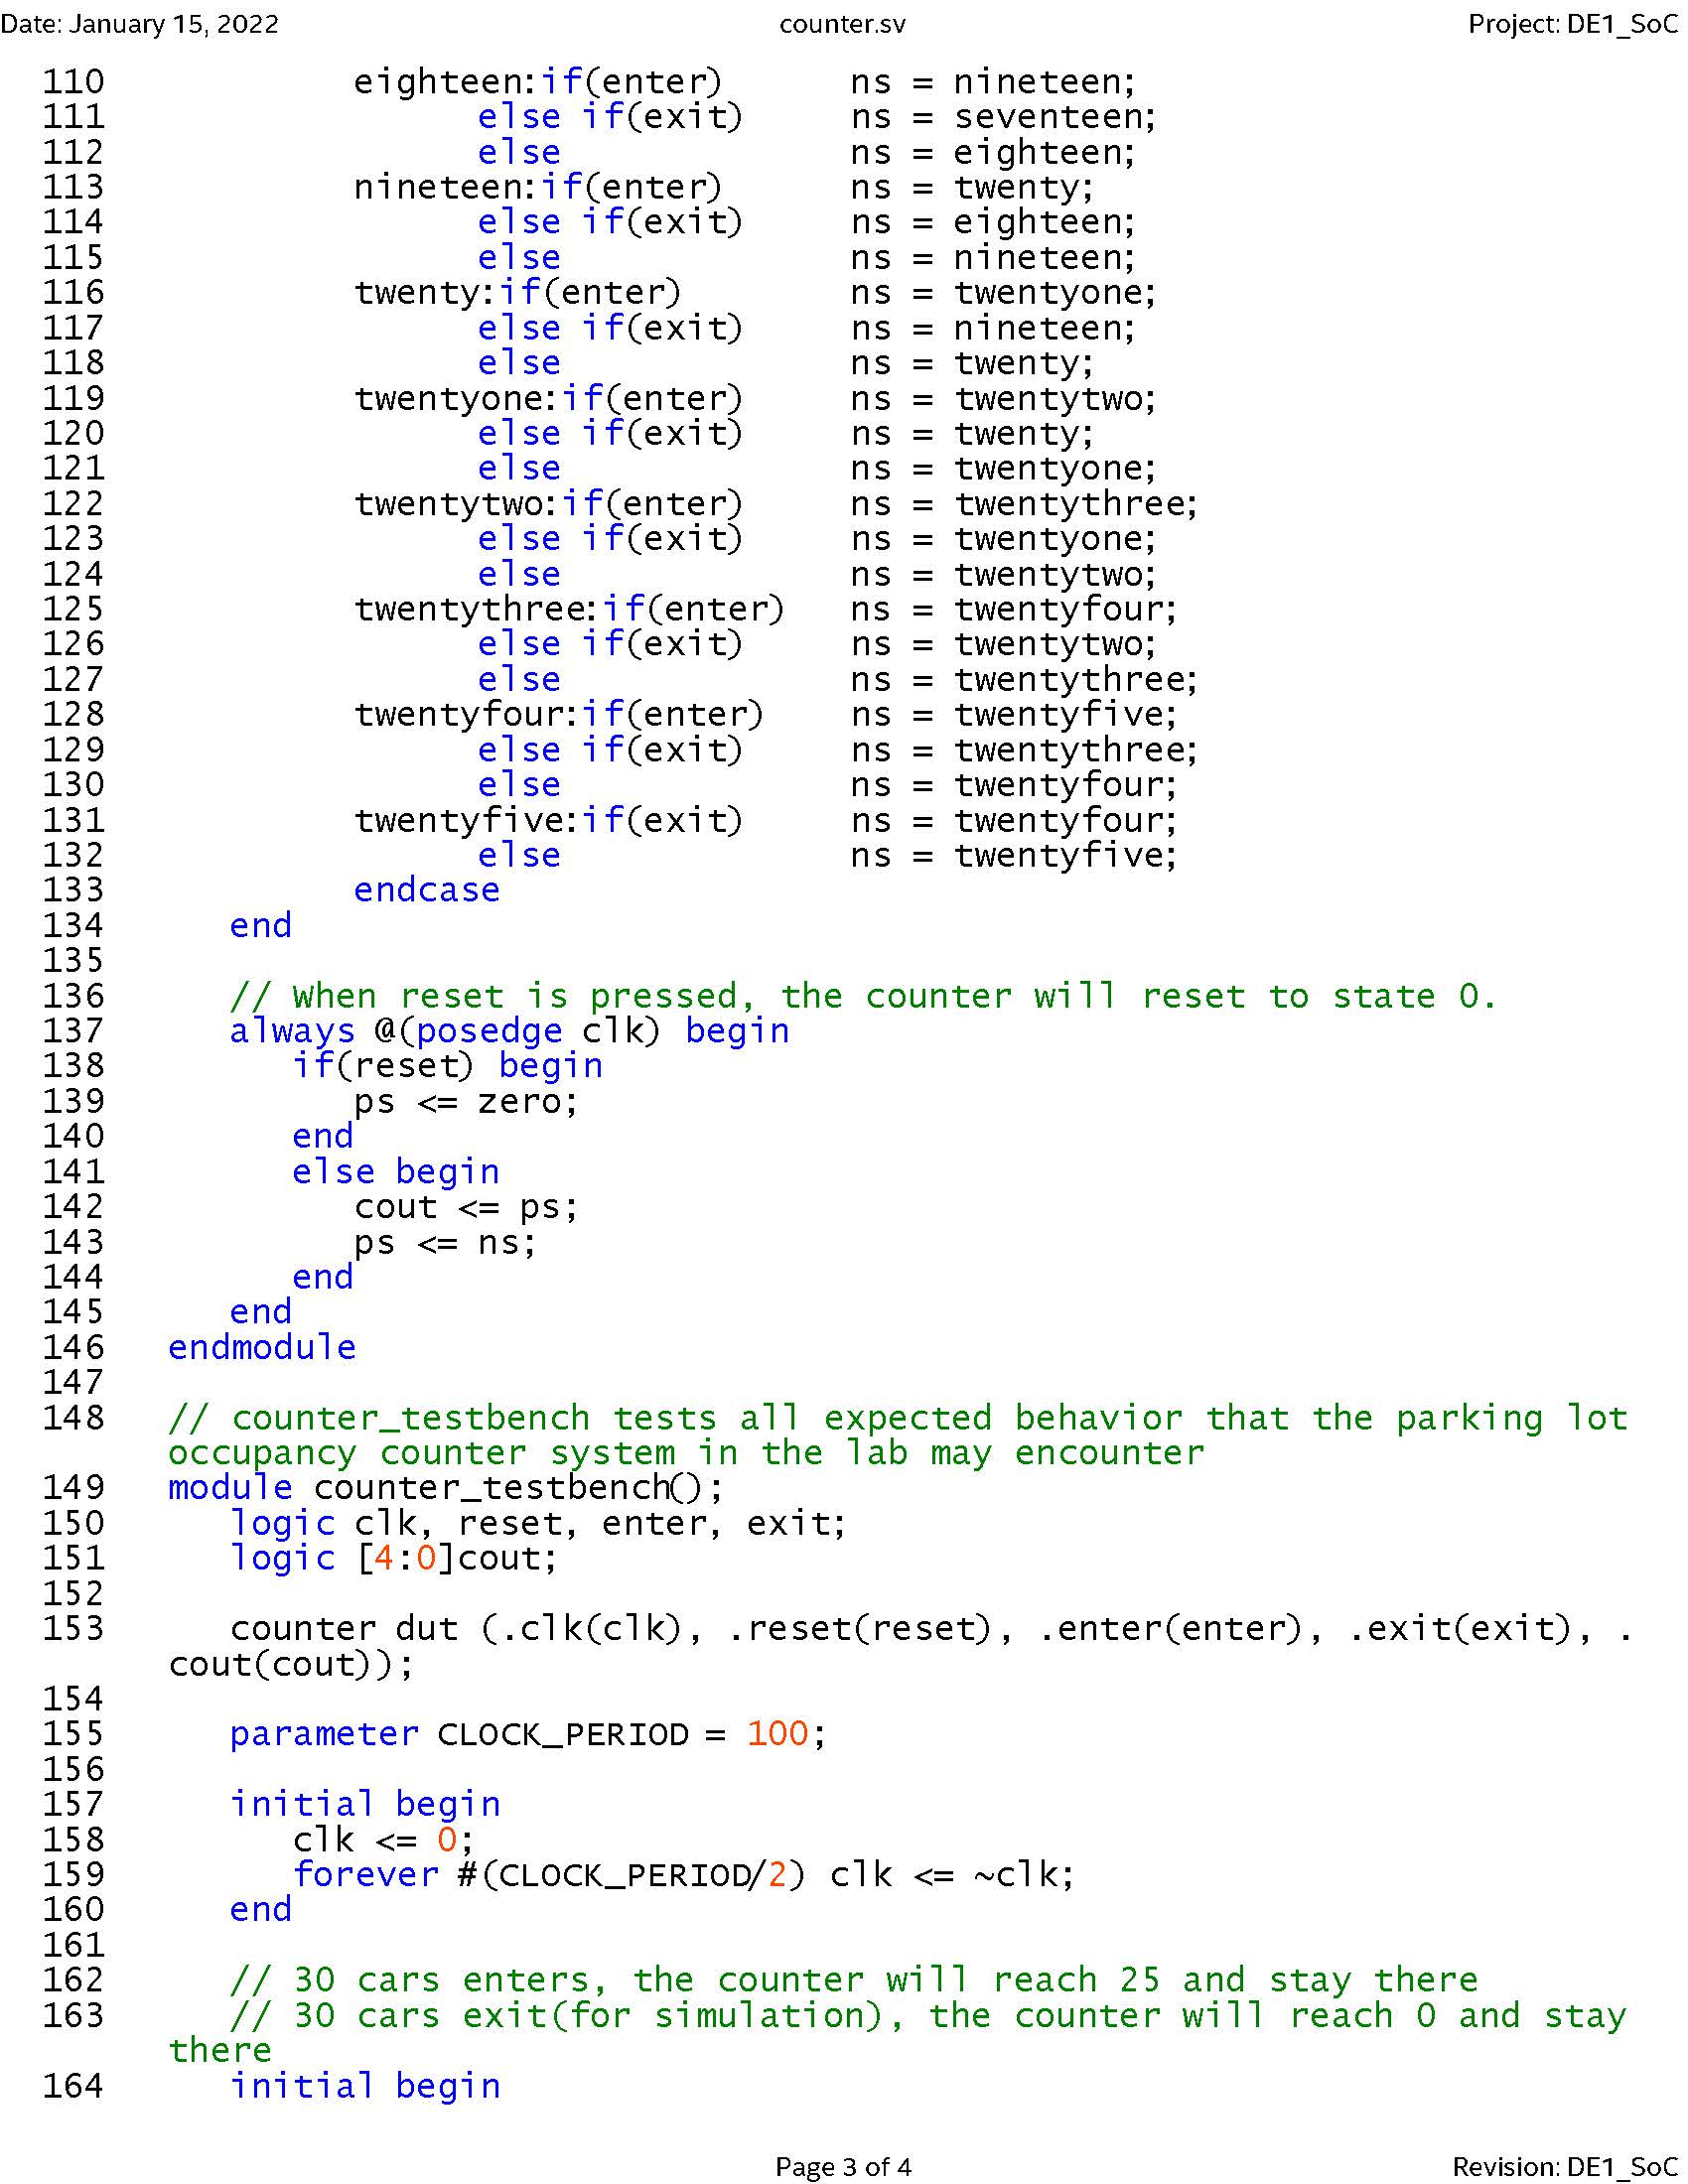 Date: January 15, 2022 counter.sv Project: DE1_SoC
110 eighteen:if(enter) ns = nineteen;
111 else if(exit) ns = seventeen;
112 else ns = eighteen;
113 nineteen:if(enter) ns = twenty;
114 else if(exit) ns = eighteen;
115 else ns = nineteen;
116 twenty:if(enter) ns = twentyone;
117 else if(exit) ns = nineteen;
118 else ns = twenty;
119 twentyone:if(enter) ns = twentytwo;
120 else if(exit) ns = twenty;
121 else ns = twentyone;
122 twentytwo:if(enter) ns = twentythree;
123 else if(exit) ns = twentyone;
124 else ns = twentytwo;
125 twentythree:if(enter) ns = twentyfour;
126 else if(exit) ns = twentytwo;
127 else ns = twentythree;
128 twentyfour:if(enter) ns = twentyfive;
129 else if(exit) ns = twentythree;
130 else ns = twentyfour;
131 twentyfive:if(exit) ns = twentyfour;
132 else ns = twentyfive;
133 endcase
134 end
135
136 // When reset is pressed, the counter will reset to state 0.
137 always @(posedge clk) begin
138 if(reset) begin
139 ps <= zero;
140 end
141 else begin
142 cout <= ps;
143 ps <= ns;
144 end
145 end
146 endmodule
147
148 // counter_testbench tests all expected behavior that the parking lot
occupancy counter system in the lab may encounter
149 module counter_testbench();
150 logic clk, reset, enter, exit;
151 logic [4:0]cout;
152
153 counter dut (.clk(clk), .reset(reset), .enter(enter), .exit(exit), .
cout(cout));
154
155 parameter CLOCK_PERIOD = 100;
156
157 initial begin
158 clk <= 0;
159 forever #(CLOCK_PERIOD/2) clk <= ~clk;
160 end
161
162 // 30 cars enters, the counter will reach 25 and stay there
163 // 30 cars exit(for simulation), the counter will reach 0 and stay
there
164 initial begin
Page 3 of 4 Revision: DE1_SoC